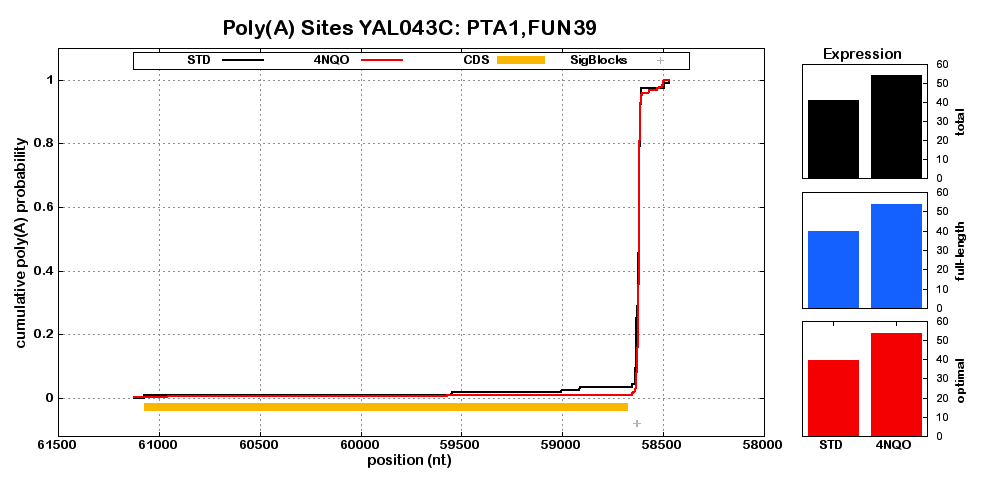 Poly(A) Sites YAL043C: PTA1,FUN39
STD 4NQO CDS SigBlocks
cumulative poly(A) probability
1
0.8
0.6
0.4
0.2
0
61500 61000 60500 60000 59500 59000 58500 58000
position (nt)
Expression
60
50
40
30
20
10
0
total
60
50
40
30
20
10
0
full-length
60
50
40
30
20
10
0
optimal
STD 4NQO